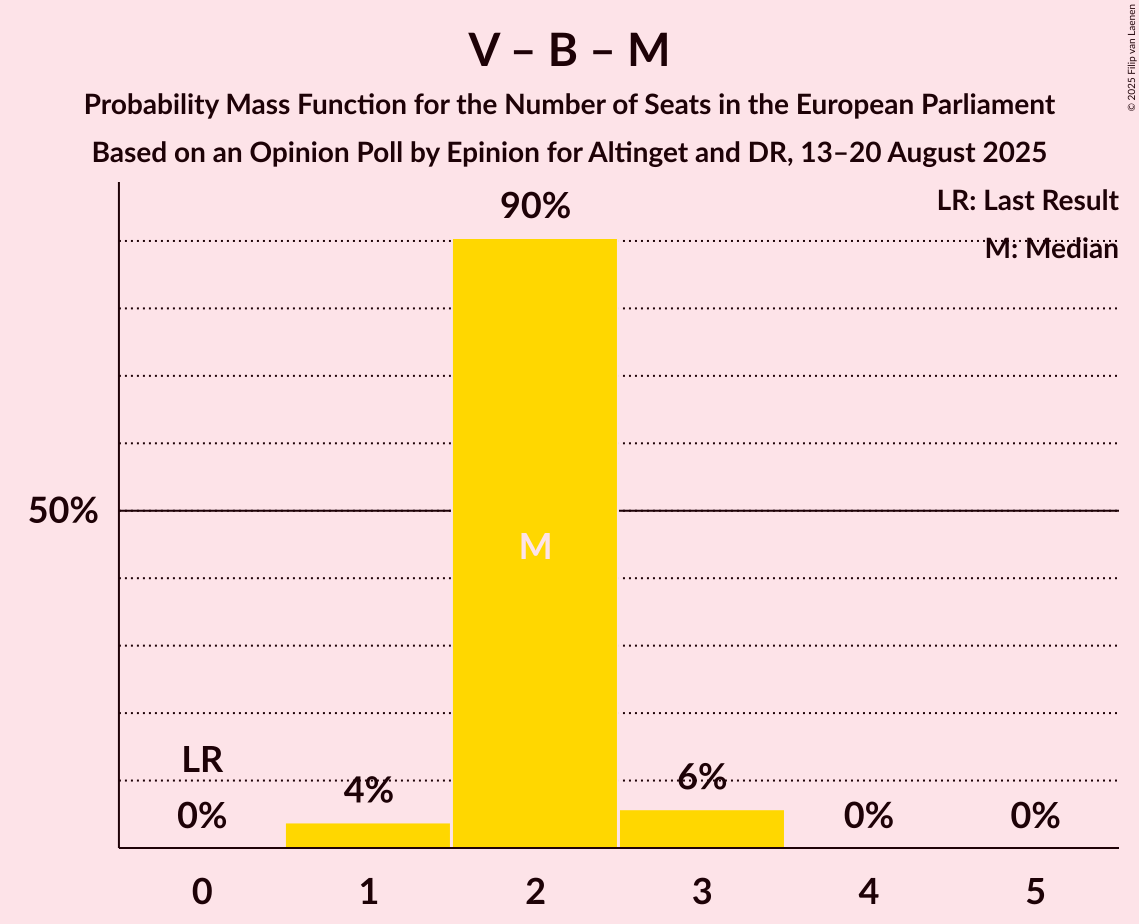 V – B – M
Probability Mass Function for the Number of Seats in the European Parliament
Based on an Opinion Poll by Epinion for Altinget and DR, 13–20 August 2025
© 2025 Filip van Laenen
LR: Last Result
M: Median
90%
50%
M
LR
0%
4%
6%
0%
0%
0
1
2
3
4
5